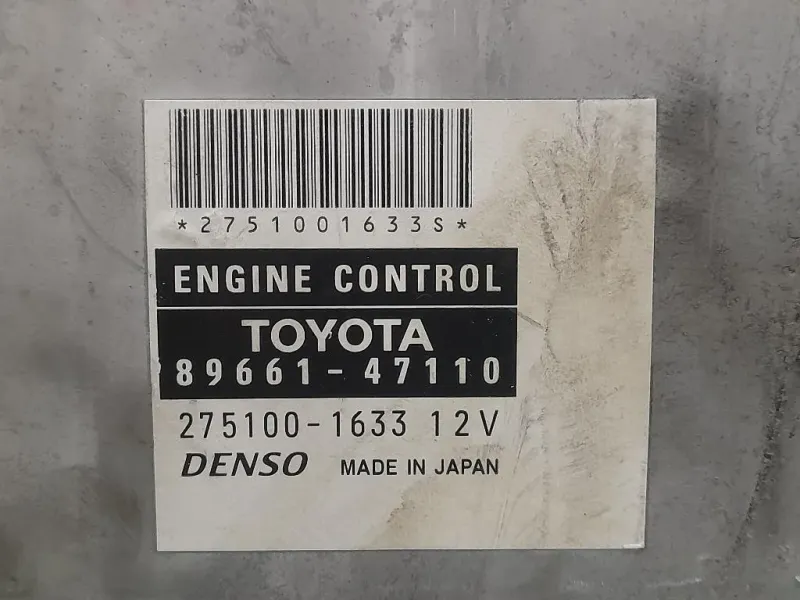 *2751001633S*
ENGINE CONTROL
TOYOTA
89661-47110
275100-1633 12V
DENSO MADE IN JAPAN